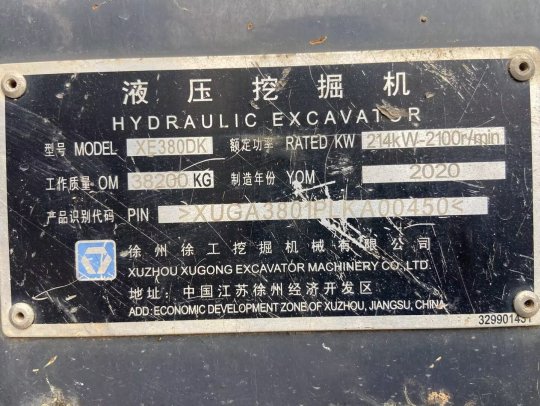 液压挖掘机
HYDRAULIC EXCAVATOR
型号 MODEL XE380DK 额定功率 RATED KW 214kW-2100r/min
工作质量 OM 38200 KG 制造年份 YOM 2020
产品识别代码 PIN
徐州徐工挖掘机械有限公司
XUZHOU XUGONG EXCAVATOR MACHINERY CO., LTD.
地址: 中国江苏徐州经济开发区
ADD: ECONOMIC DEVELOPMENT ZONE OF XUZHOU, JIANGSU, CHINA